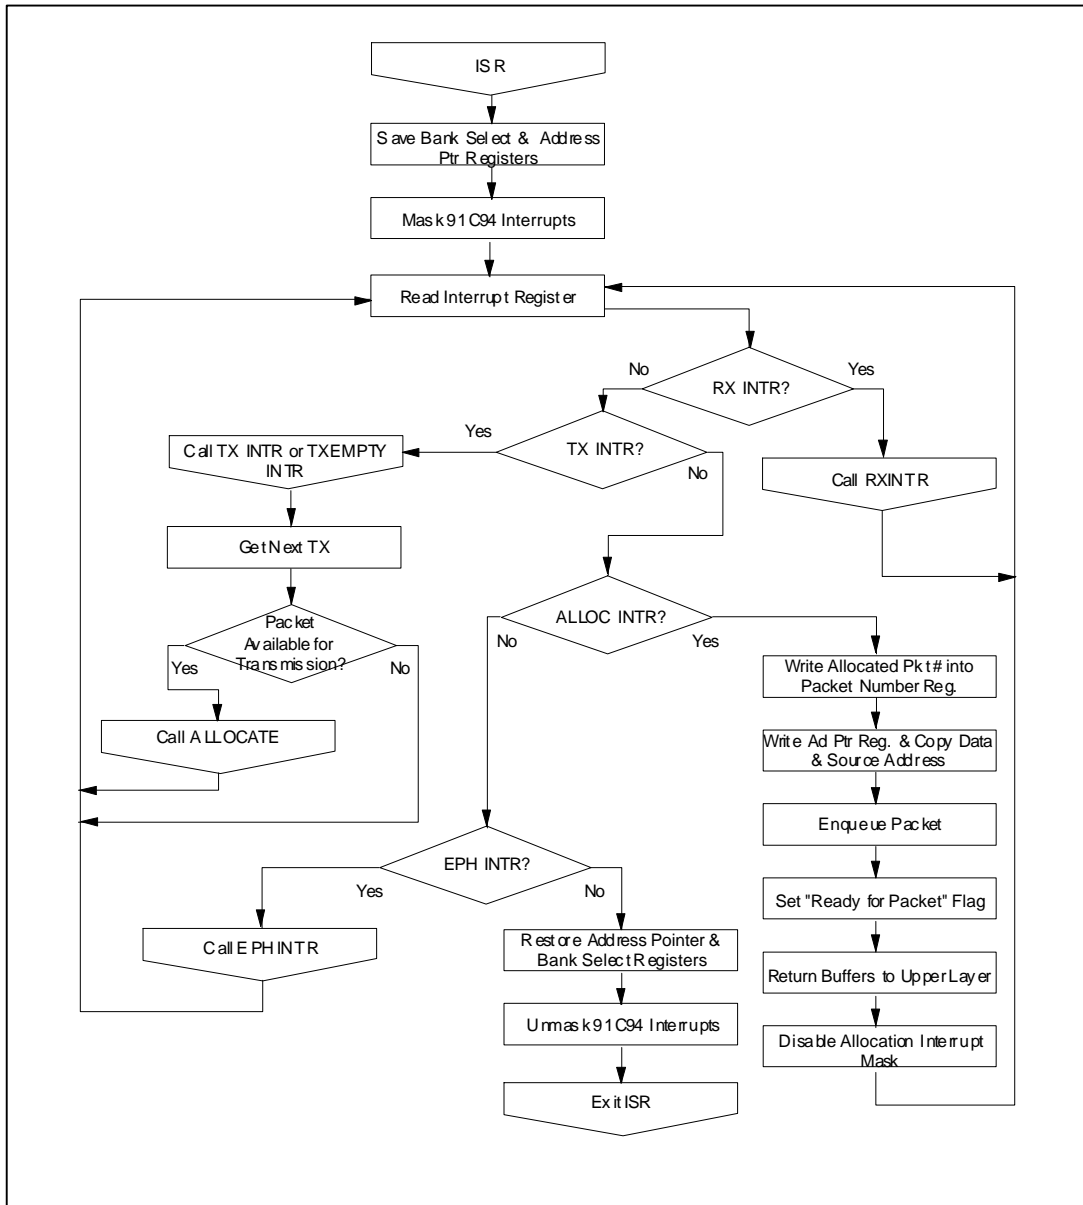 ISR
Save Bank Select & Address
Ptr Registers
Mask 91C94 Interrupts
Read Interrupt Register
RX INTR?
No
Yes
TX INTR?
Yes
No
Call TX INTR or TXEMPTY
INTR
Call RXINTR
Get Next TX
Packet
Available for
Transmission?
Yes
No
ALLOC INTR?
No
Yes
Call ALLOCATE
Write Allocated Pkt # into
Packet Number Reg.
Write Ad Ptr Reg. & Copy Data
& Source Address
Enqueue Packet
EPH INTR?
Yes
No
Set "Ready for Packet" Flag
Call EPH INTR
Restore Address Pointer &
Bank Select Registers
Return Buffers to Upper Layer
Unmask 91C94 Interrupts
Disable Allocation Interrupt
Mask
Exit ISR